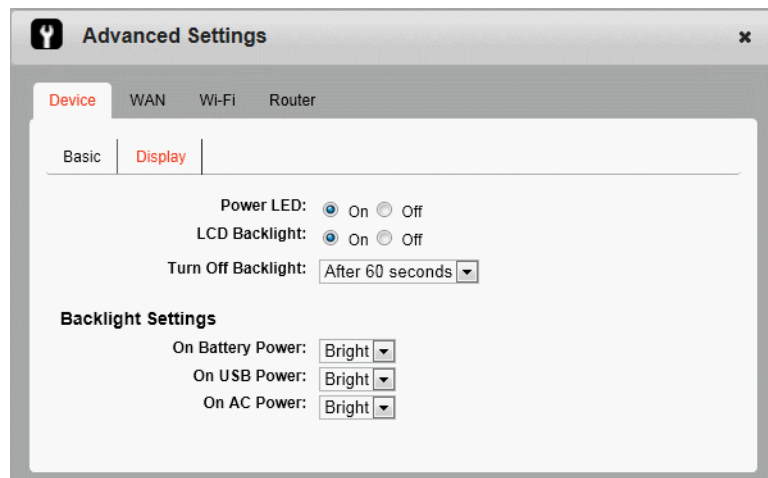 Advanced Settings
Device WAN Wi-Fi Router
Basic Display
Power LED: On Off
LCD Backlight: On Off
Turn Off Backlight: After 60 seconds
Backlight Settings
On Battery Power: Bright
On USB Power: Bright
On AC Power: Bright